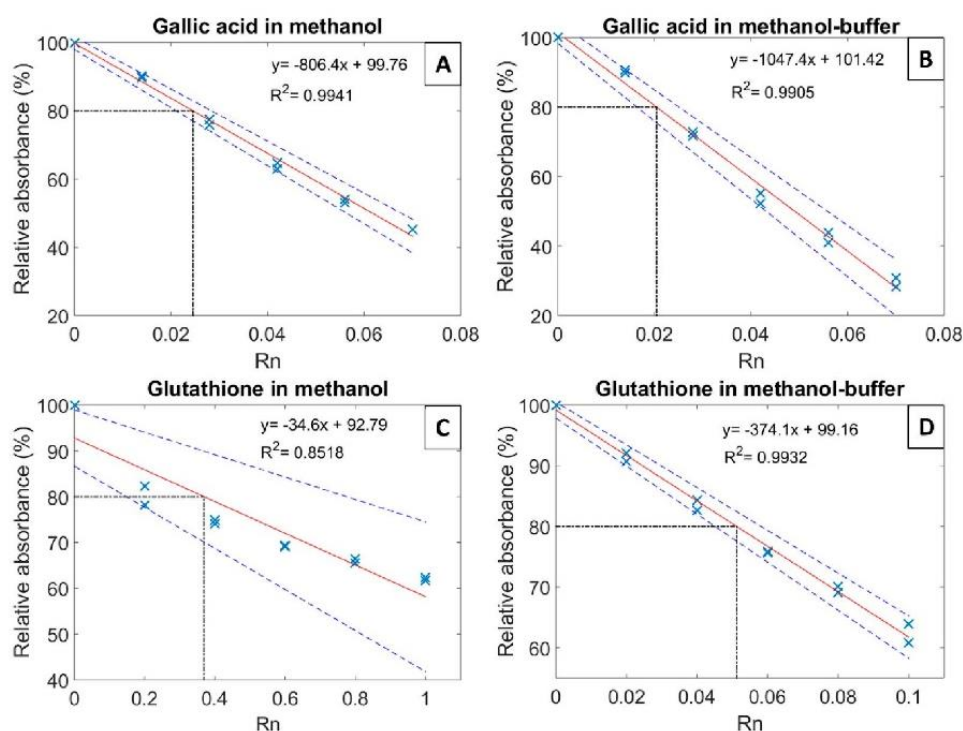 Gallic acid in methanol
A
y= -806.4x + 99.76
R²= 0.9941
Relative absorbance (%)
100
80
60
40
20
0 0.02 0.04 0.06 0.08
Rn
Gallic acid in methanol-buffer
B
y= -1047.4x + 101.42
R²= 0.9905
Relative absorbance (%)
100
80
60
40
20
0 0.02 0.04 0.06 0.08
Rn
Glutathione in methanol
C
y= -34.6x + 92.79
R²= 0.8518
Relative absorbance (%)
100
90
80
70
60
50
40
0 0.2 0.4 0.6 0.8 1
Rn
Glutathione in methanol-buffer
D
y= -374.1x + 99.16
R²= 0.9932
Relative absorbance (%)
100
90
80
70
60
0 0.02 0.04 0.06 0.08 0.1
Rn